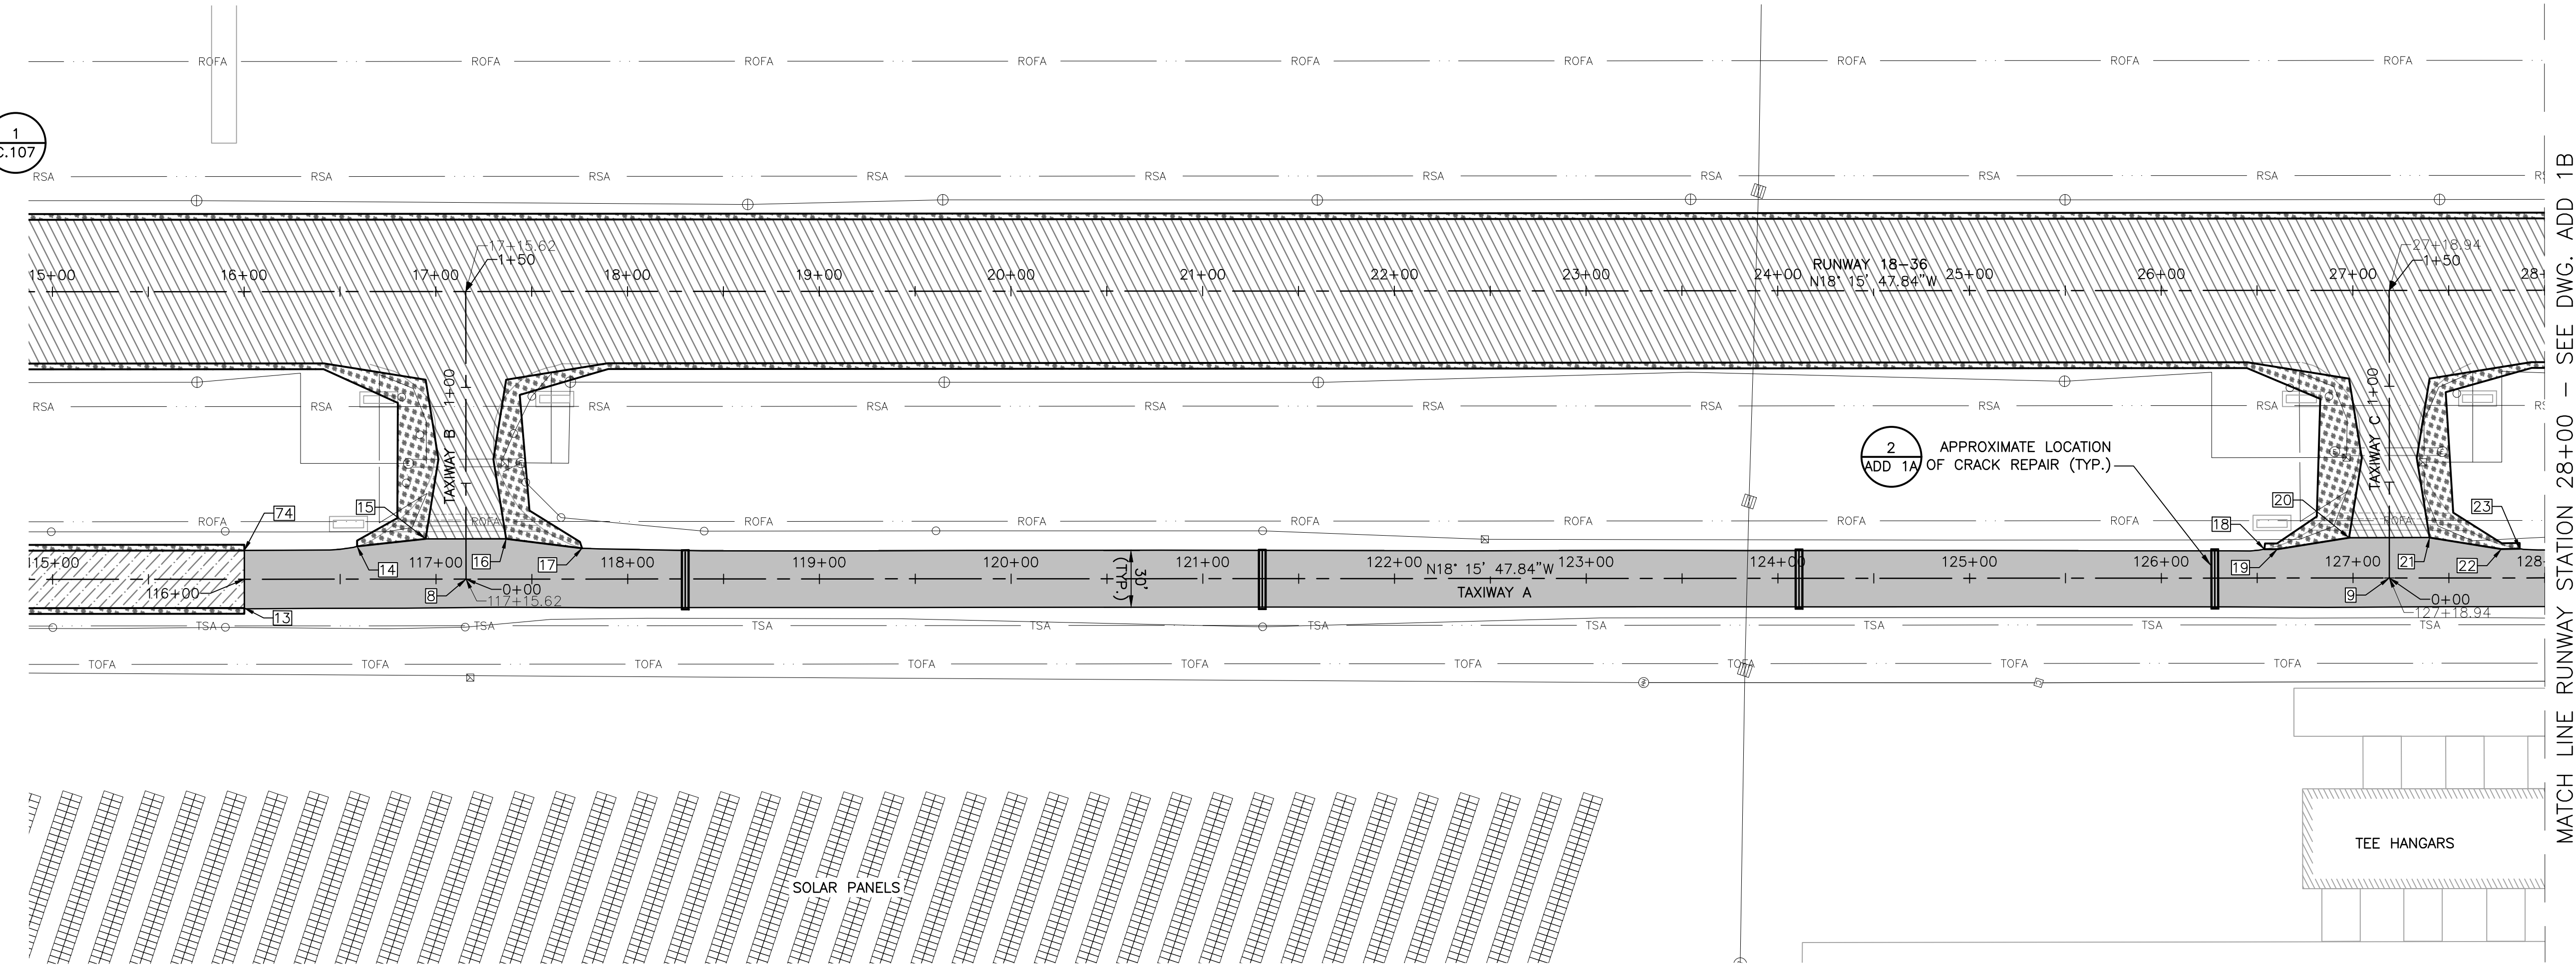 ROFA ROFA ROFA ROFA ROFA ROFA ROFA ROFA ROFA
1
C.107
RSA RSA RSA RSA RSA RSA RSA RSA RSA
17+15.62
1+50
27+18.94
1+50
15+00 16+00 17+00 18+00 19+00 20+00 21+00 22+00 23+00 24+00 25+00 26+00 27+00
RUNWAY 18-36
N18° 15' 47.84"W
TAXIWAY B 1+00
TAXIWAY C 1+00
RSA RSA RSA RSA RSA RSA RSA RSA RSA
2
ADD 1A
APPROXIMATE LOCATION
OF CRACK REPAIR (TYP.)
74
15
20
23
18
ROFA ROFA ROFA ROFA ROFA ROFA ROFA ROFA ROFA
115+00 116+00 117+00 118+00 119+00 120+00 121+00 122+00 123+00 124+00 125+00 126+00 127+00
14
16
17
19
21
22
30'
(TYP.)
N18° 15' 47.84"W
TAXIWAY A
8
0+00
117+15.62
9
0+00
127+18.94
13
TSA TSA TSA TSA TSA TSA TSA TSA TSA
TOFA TOFA TOFA TOFA TOFA TOFA TOFA TOFA TOFA
SOLAR PANELS
TEE HANGARS
MATCH LINE RUNWAY STATION 28+00 – SEE DWG. ADD 1B